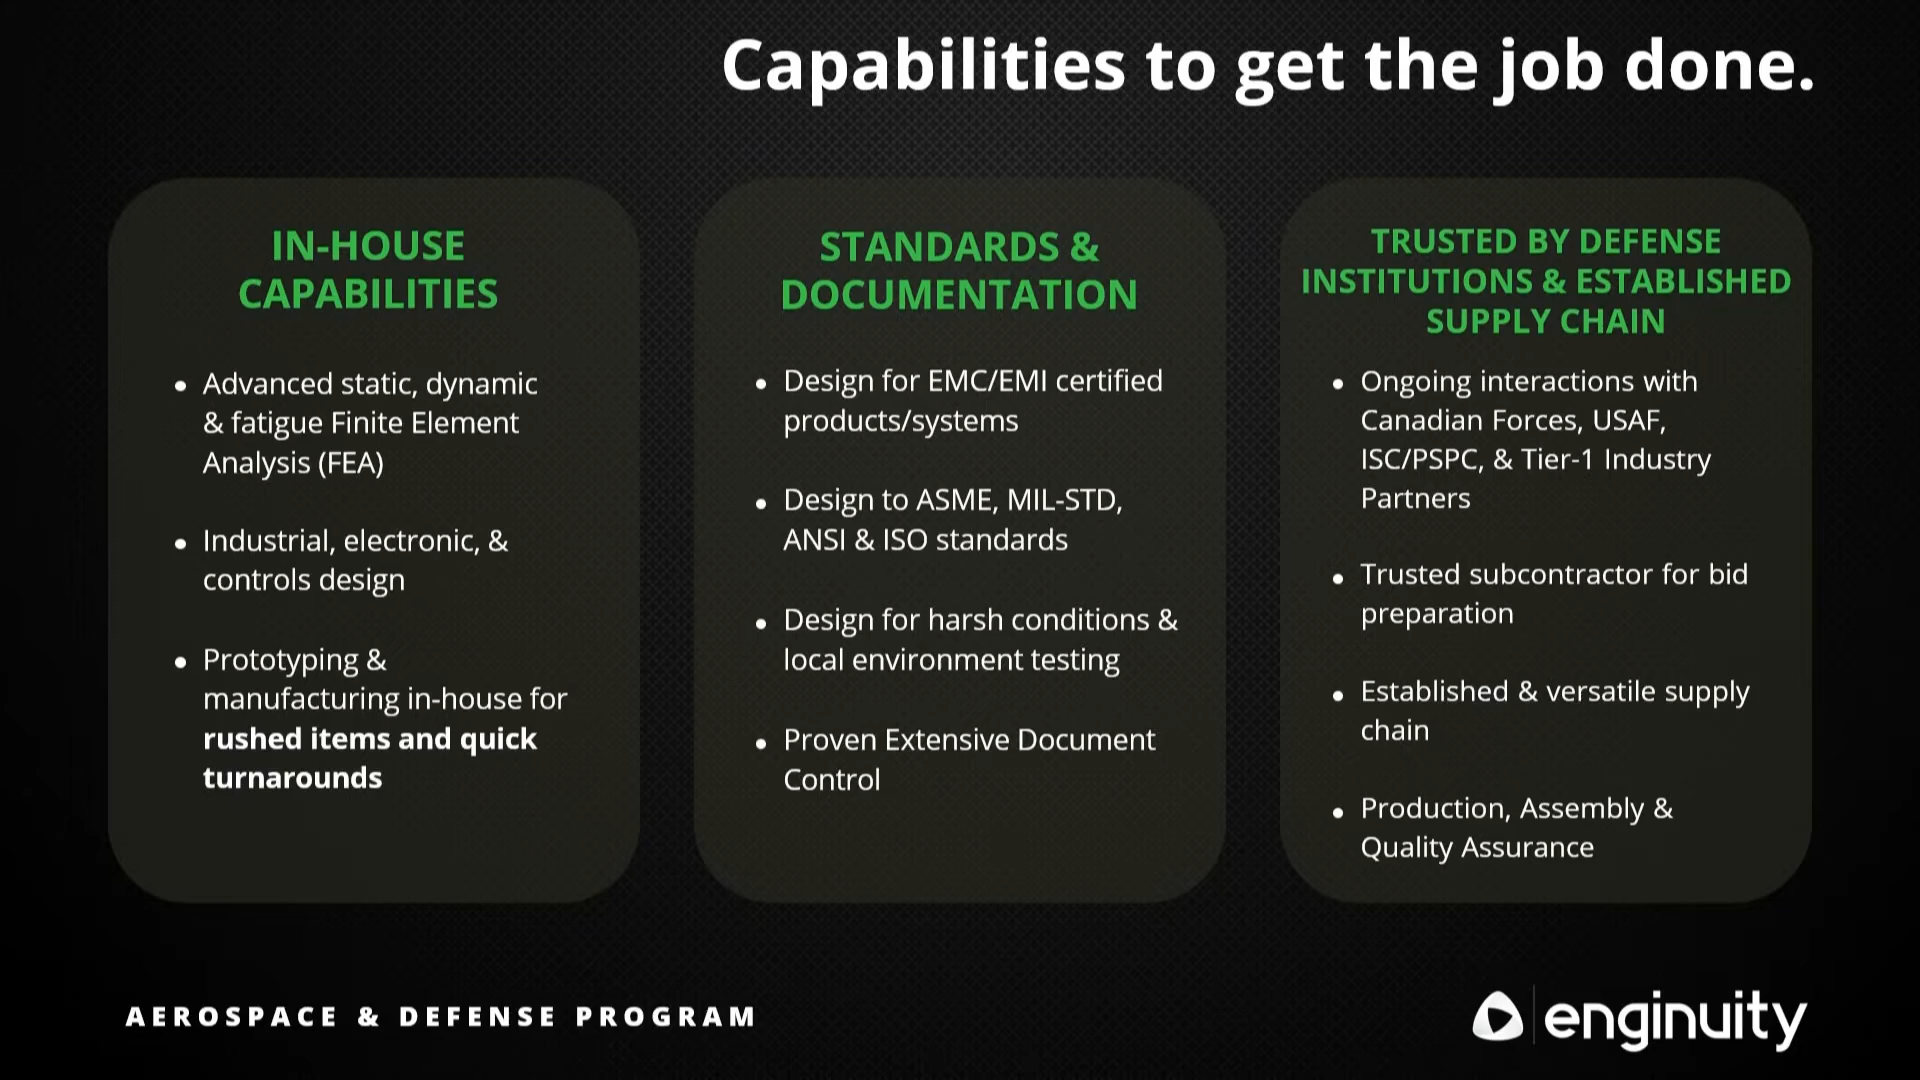 Capabilities to get the job done.
IN-HOUSE
CAPABILITIES
• Advanced static, dynamic
& fatigue Finite Element
Analysis (FEA)
• Industrial, electronic, &
controls design
• Prototyping &
manufacturing in-house for
rushed items and quick
turnarounds
STANDARDS &
DOCUMENTATION
• Design for EMC/EMI certified
products/systems
• Design to ASME, MIL-STD,
ANSI & ISO standards
• Design for harsh conditions &
local environment testing
• Proven Extensive Document
Control
TRUSTED BY DEFENSE
INSTITUTIONS & ESTABLISHED
SUPPLY CHAIN
• Ongoing interactions with
Canadian Forces, USAF,
ISC/PSPC, & Tier-1 Industry
Partners
• Trusted subcontractor for bid
preparation
• Established & versatile supply
chain
• Production, Assembly &
Quality Assurance
AEROSPACE & DEFENSE PROGRAM
enginuity